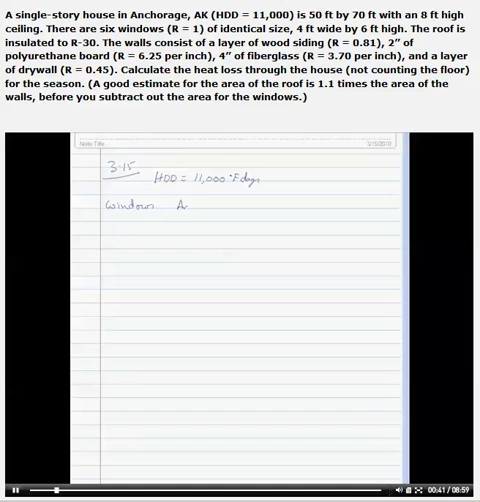 A single-story house in Anchorage, AK (HDD = 11,000) is 50 ft by 70 ft with an 8 ft high
ceiling. There are six windows (R = 1) of identical size, 4 ft wide by 6 ft high. The roof is
insulated to R-30. The walls consist of a layer of wood siding (R = 0.81), 2” of
polyurethane board (R = 6.25 per inch), 4” of fiberglass (R = 3.70 per inch), and a layer
of drywall (R = 0.45). Calculate the heat loss through the house (not counting the floor)
for the season. (A good estimate for the area of the roof is 1.1 times the area of the
walls, before you subtract out the area for the windows.)
Note Title
3/15/2010
3.15
HDD = 11,000 °F days
Windows A
00:41 / 08:59